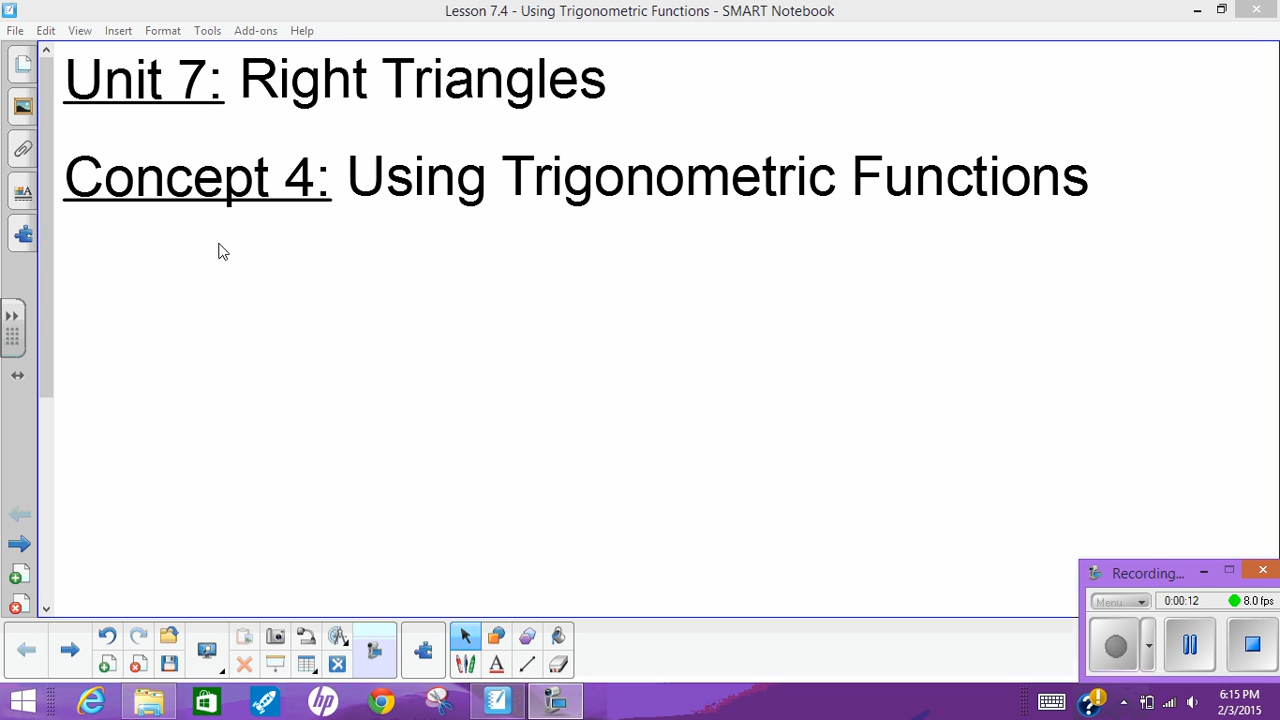 Lesson 7.4 - Using Trigonometric Functions - SMART Notebook
File Edit View Insert Format Tools Add-ons Help
Unit 7: Right Triangles
Concept 4: Using Trigonometric Functions
Recording...
Menu 0:00:12 8.0 fps
6:15 PM
2/3/2015